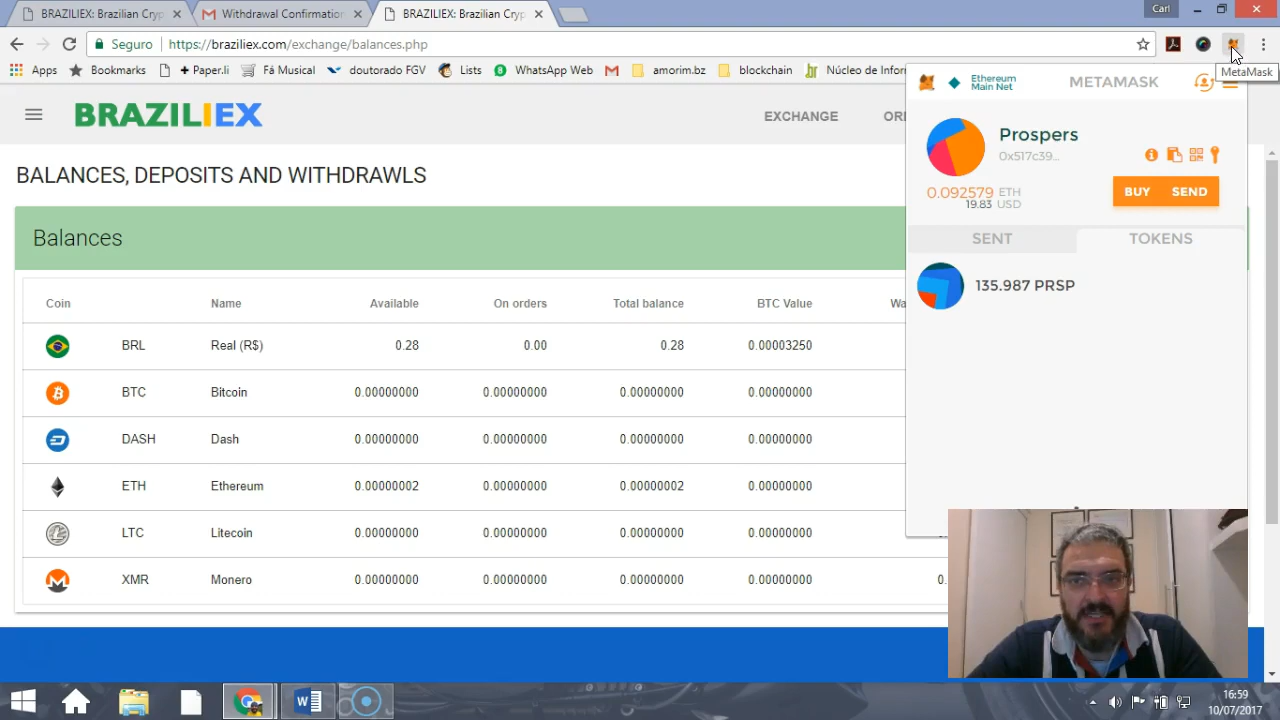 Carl
BRAZILIEX: Brazilian Cryp
Withdrawal Confirmation
BRAZILIEX: Brazilian Cryp
Seguro
https://braziliex.com/exchange/balances.php
Apps
Bookmarks
+ Paper.li
Fá Musical
doutorado FGV
Lists
WhatsApp Web
amorim.bz
blockchain
Núcleo de Infor
MetaMask
BRAZILIEX
EXCHANGE
ORD
Ethereum
Main Net
METAMASK
Prospers
0x517c39...
0.092579 ETH
19.83 USD
BUY
SEND
SENT
TOKENS
135.987 PRSP
BALANCES, DEPOSITS AND WITHDRAWLS
Balances
Coin Name Available On orders Total balance BTC Value Wa
BRL Real (R$) 0.28 0.00 0.28 0.00003250
BTC Bitcoin 0.00000000 0.00000000 0.00000000 0.00000000
DASH Dash 0.00000000 0.00000000 0.00000000 0.00000000
ETH Ethereum 0.00000002 0.00000000 0.00000002 0.00000000
LTC Litecoin 0.00000000 0.00000000 0.00000000 0.00000000
XMR Monero 0.00000000 0.00000000 0.00000000 0.00000000 0.
16:59
10/07/2017